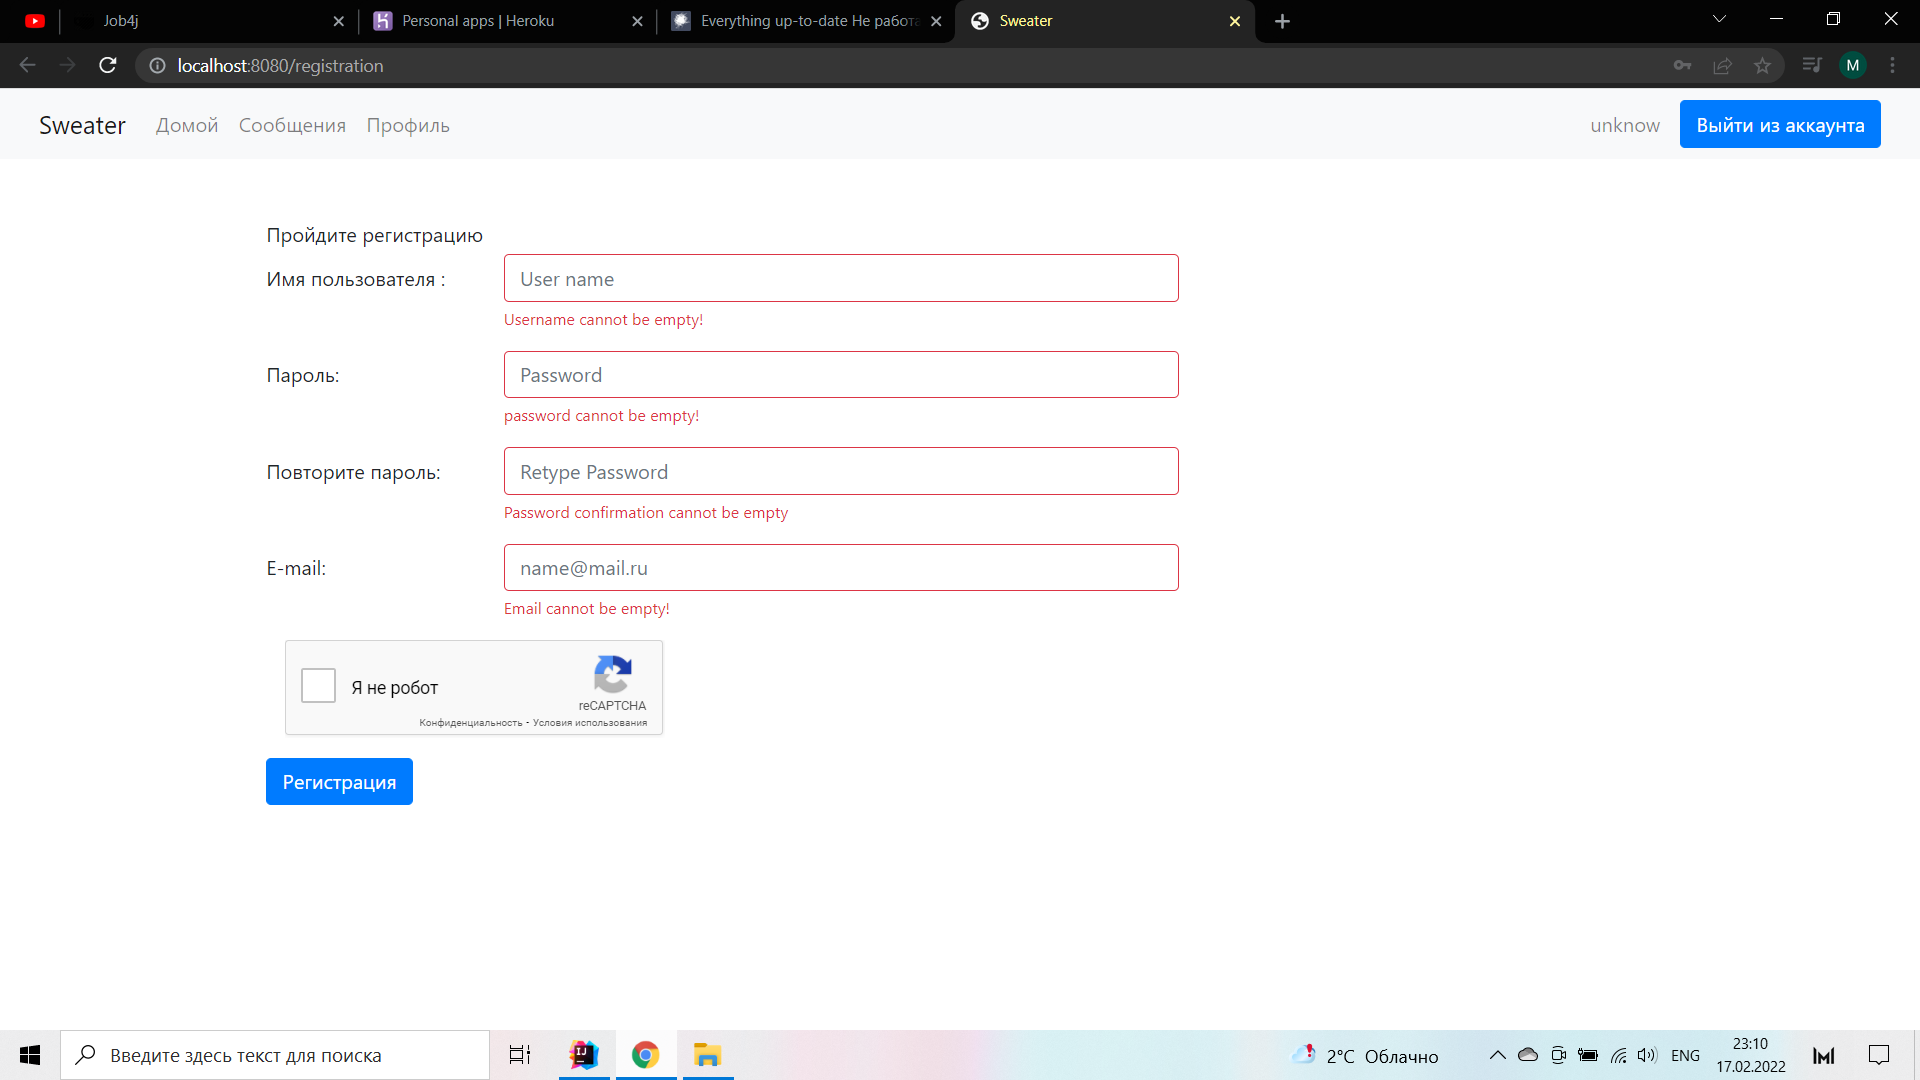 Job4j
Personal apps | Heroku
Everything up-to-date Не работа
Sweater
localhost:8080/registration
M
Sweater
Домой
Сообщения
Профиль
unknow
Выйти из аккаунта
Пройдите регистрацию
Имя пользователя :
User name
Username cannot be empty!
Пароль:
Password
password cannot be empty!
Повторите пароль:
Retype Password
Password confirmation cannot be empty
E-mail:
name@mail.ru
Email cannot be empty!
Я не робот
reCAPTCHA
Конфиденциальность - Условия использования
Регистрация
Введите здесь текст для поиска
2°C Облачно
ENG
23:10
17.02.2022